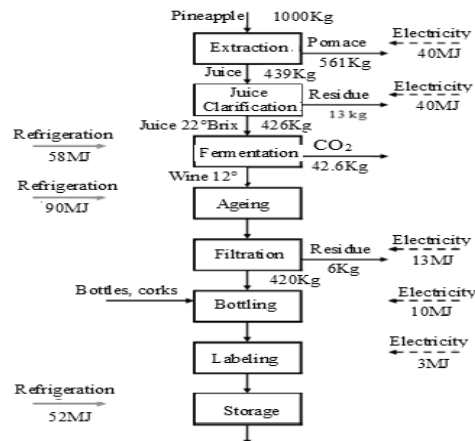 Pineapple 1000Kg
Extraction
Pomace
561Kg
Electricity
40MJ
Juice 439Kg
Juice
Clarification
Residue
13 kg
Electricity
40MJ
Juice 22°Brix 426Kg
Refrigeration
58MJ
Fermentation
CO2
42.6Kg
Wine 12°
Refrigeration
90MJ
Ageing
Filtration
Residue
6Kg
Electricity
13MJ
420Kg
Bottles, corks
Bottling
Electricity
10MJ
Labeling
Electricity
3MJ
Refrigeration
52MJ
Storage